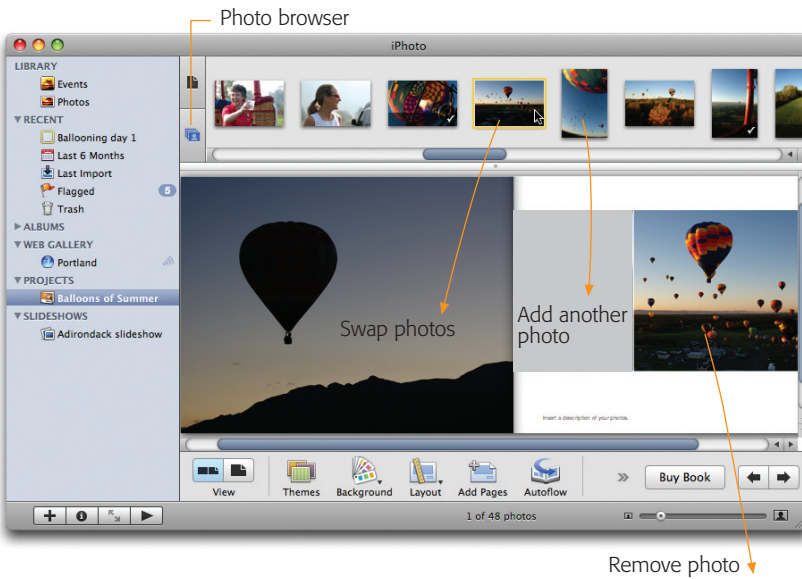 Photo browser
iPhoto
LIBRARY
Events
Photos
RECENT
Ballooning day 1
Last 6 Months
Last Import
Flagged 5
Trash
ALBUMS
WEB GALLERY
Portland
PROJECTS
Balloons of Summer
SLIDESHOWS
Adirondack slideshow
Swap photos
Add another
photo
Insert a description of your photos.
View
Themes
Background
Layout
Add Pages
Autoflow
Buy Book
1 of 48 photos
Remove photo